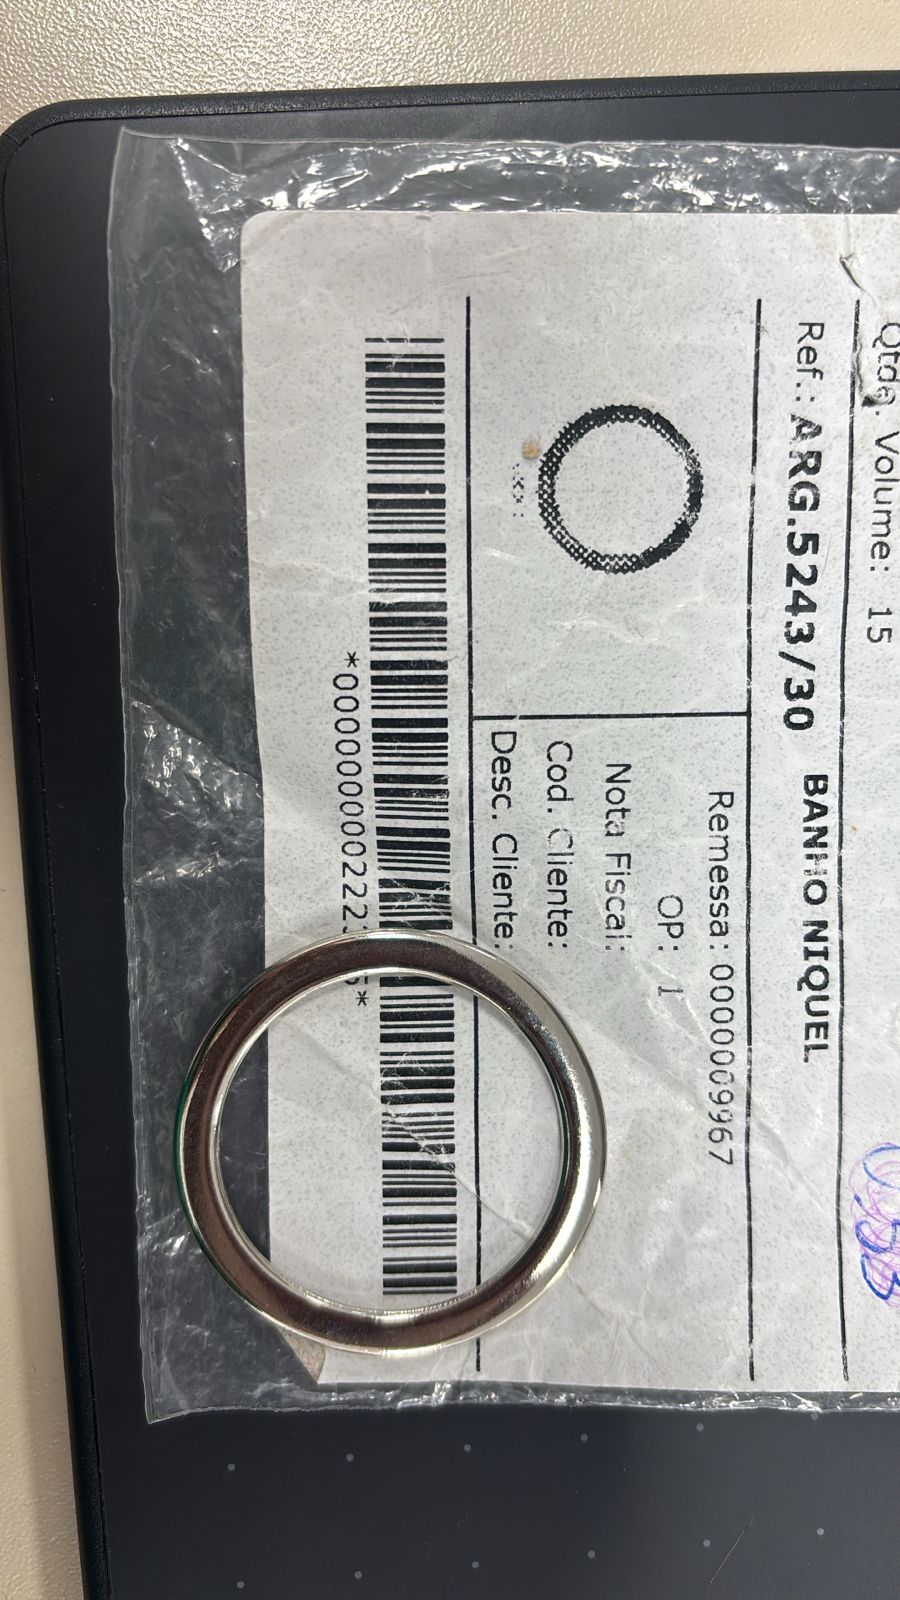 Qtde. Volume: 15
Ref.: ARG.5243/30 BANHO NIQUEL
Remessa: 0000009967
OP: 1
Nota Fiscal:
Cod. Cliente:
Desc. Cliente: